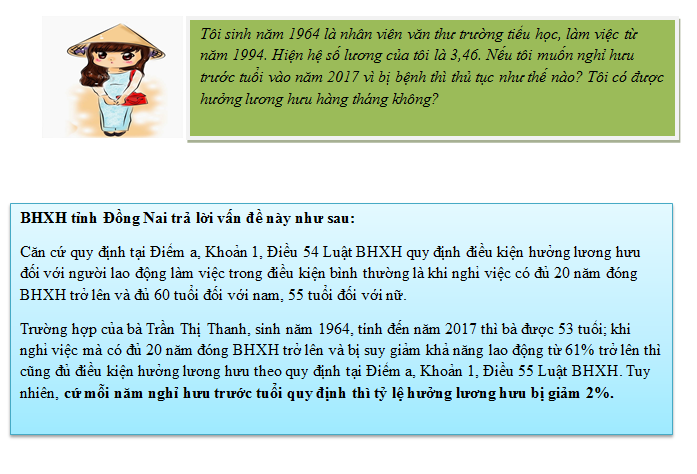 Tôi sinh năm 1964 là nhân viên văn thư trường tiểu học, làm việc từ
năm 1994. Hiện hệ số lương của tôi là 3,46. Nếu tôi muốn nghỉ hưu
trước tuổi vào năm 2017 vì bị bệnh thì thủ tục như thế nào? Tôi có được
hưởng lương hưu hàng tháng không?
BHXH tỉnh Đồng Nai trả lời vấn đề này như sau:
Căn cứ quy định tại Điểm a, Khoản 1, Điều 54 Luật BHXH quy định điều kiện hưởng lương hưu
đối với người lao động làm việc trong điều kiện bình thường là khi nghỉ việc có đủ 20 năm đóng
BHXH trở lên và đủ 60 tuổi đối với nam, 55 tuổi đối với nữ.
Trường hợp của bà Trần Thị Thanh, sinh năm 1964, tính đến năm 2017 thì bà được 53 tuổi; khi
nghỉ việc mà có đủ 20 năm đóng BHXH trở lên và bị suy giảm khả năng lao động từ 61% trở lên thì
cũng đủ điều kiện hưởng lương hưu theo quy định tại Điểm a, Khoản 1, Điều 55 Luật BHXH. Tuy
nhiên, cứ mỗi năm nghỉ hưu trước tuổi quy định thì tỷ lệ hưởng lương hưu bị giảm 2%.